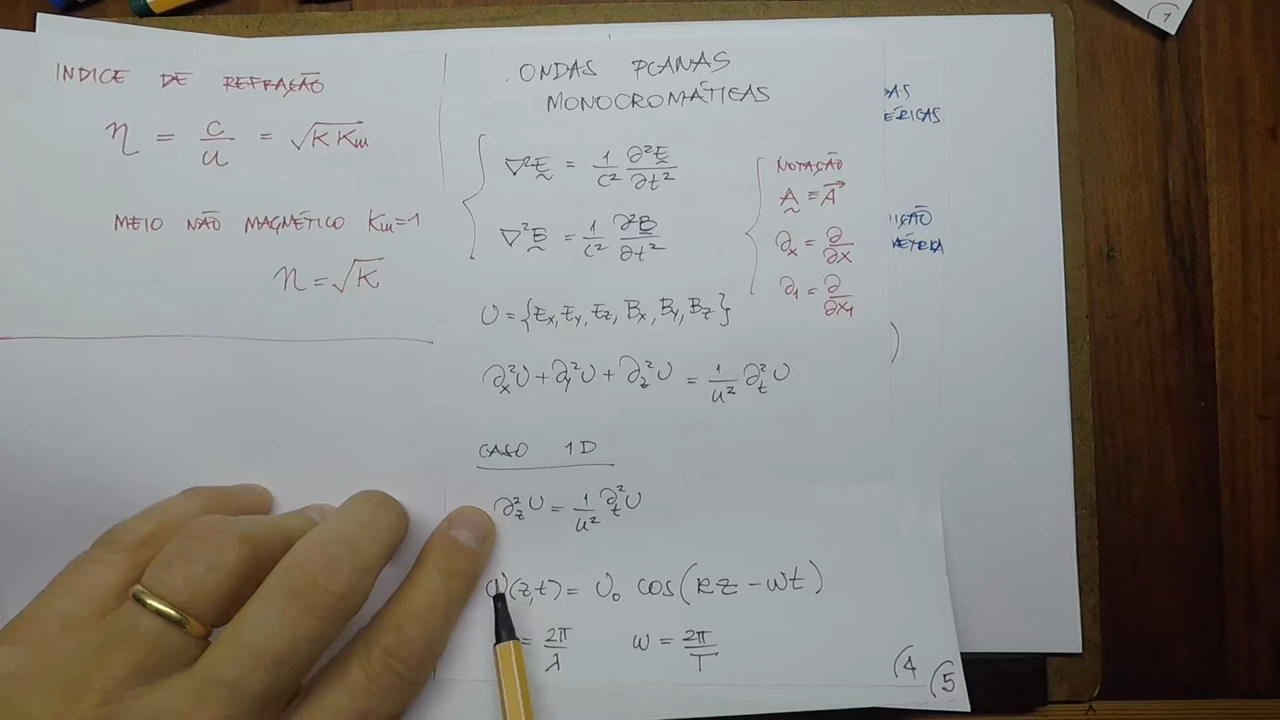 INDICE DE REFRAÇÃO
η = c/u = √K Km
MEIO NÃO MAGNÉTICO Km=1
η = √K
ONDAS PLANAS
MONOCROMÁTICAS
∇²E = 1/c² ∂²E/∂t²
∇²B = 1/c² ∂²B/∂t²
NOTAÇÃO
A ≡ A⃗
∂x = ∂/∂x
∂1 = ∂/∂x1
U = {Ex, Ey, Ez, Bx, By, Bz}
∂x²U + ∂y²U + ∂z²U = 1/u² ∂t²U
CASO 1D
∂z²U = 1/u² ∂t²U
U(z,t) = U₀ cos(kz - ωt)
= 2π/λ ω = 2π/T
(4
(5
(7